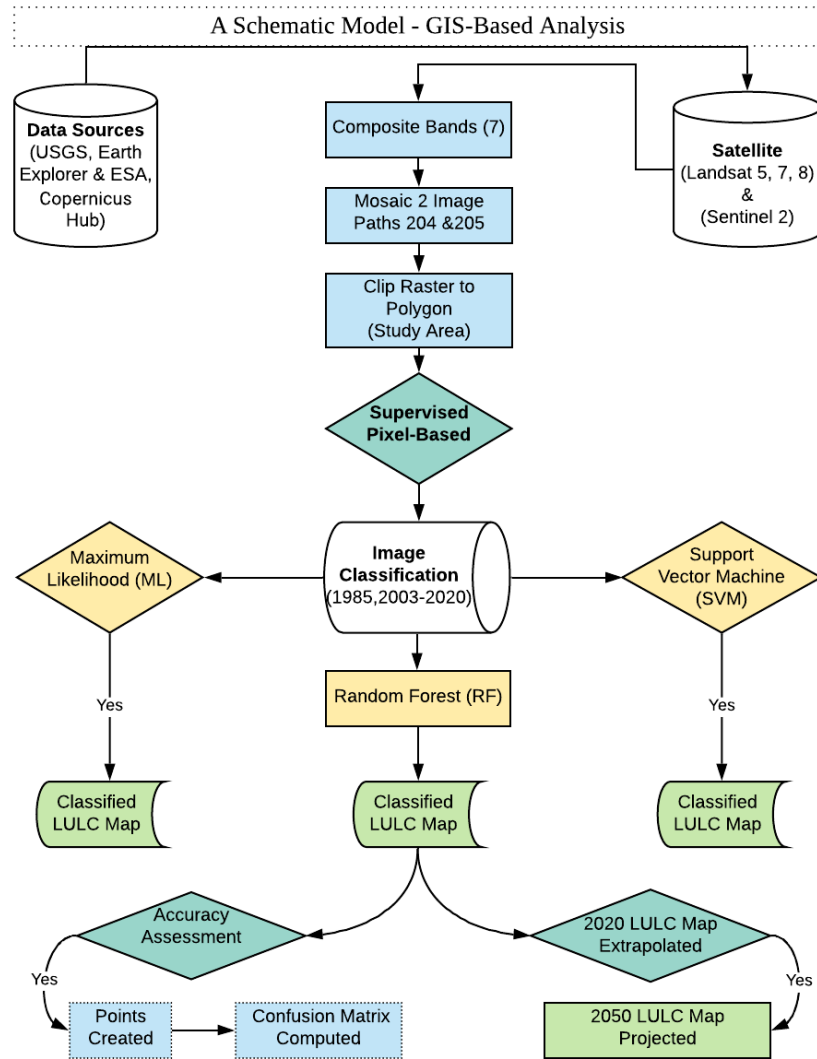 A Schematic Model - GIS-Based Analysis
Data Sources
(USGS, Earth
Explorer & ESA,
Copernicus
Hub)
Composite Bands (7)
Satellite
(Landsat 5, 7, 8)
&
(Sentinel 2)
Mosaic 2 Image
Paths 204 &205
Clip Raster to
Polygon
(Study Area)
Supervised
Pixel-Based
Maximum
Likelihood (ML)
Image
Classification
(1985,2003-2020)
Support
Vector Machine
(SVM)
Random Forest (RF)
Yes
Yes
Classified
LULC Map
Classified
LULC Map
Classified
LULC Map
Accuracy
Assessment
2020 LULC Map
Extrapolated
Yes
Yes
Points
Created
Confusion Matrix
Computed
2050 LULC Map
Projected